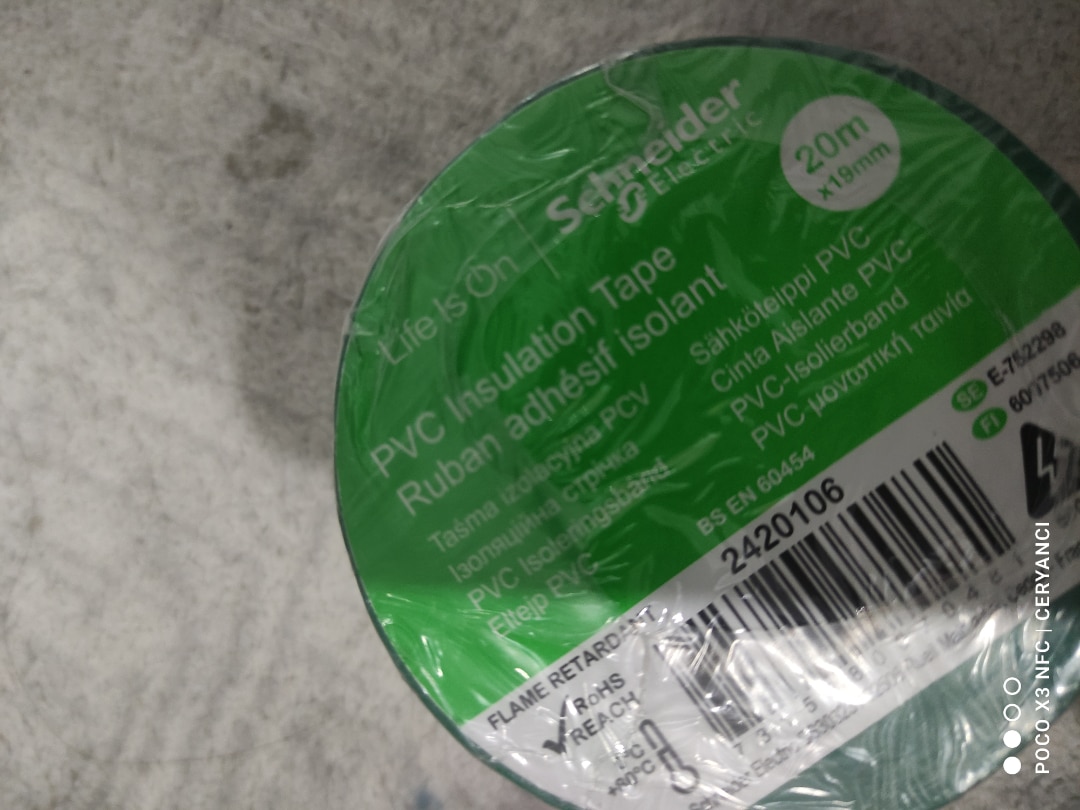 Life Is On
Schneider
Electric
20m
x19mm
PVC Insulation Tape
Ruban adhésif isolant
Taśma izolacyjna PCV
Ізоляційна стрічка
PVC Isoleringsband
Eltejp PVC
Sähköteippi PVC
Cinta Aislante PVC
PVC-Isolierband
PVC-μονωτική ταινία
BS EN 60454
SE E-752298
FI 6007506
2420106
FLAME RETARDANT
RoHS
REACH
+80°C
POCO X3 NFC | CERYANCI